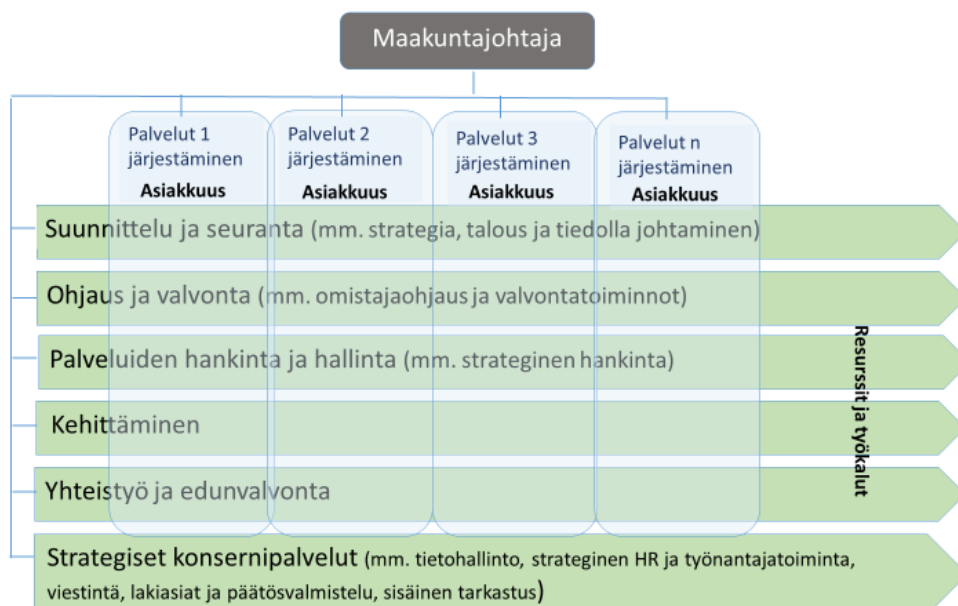 Maakuntajohtaja
Palvelut 1
järjestäminen
Asiakkuus
Palvelut 2
järjestäminen
Asiakkuus
Palvelut 3
järjestäminen
Asiakkuus
Palvelut n
järjestäminen
Asiakkuus
Suunnittelu ja seuranta (mm. strategia, talous ja tiedolla johtaminen)
Ohjaus ja valvonta (mm. omistajaohjaus ja valvontatoiminnot)
Palveluiden hankinta ja hallinta (mm. strateginen hankinta)
Kehittäminen
Yhteistyö ja edunvalvonta
Strategiset konsernipalvelut (mm. tietohallinto, strateginen HR ja työnantajatoiminta,
viestintä, lakiasiat ja päätösvalmistelu, sisäinen tarkastus)
Resurssit ja työkalut